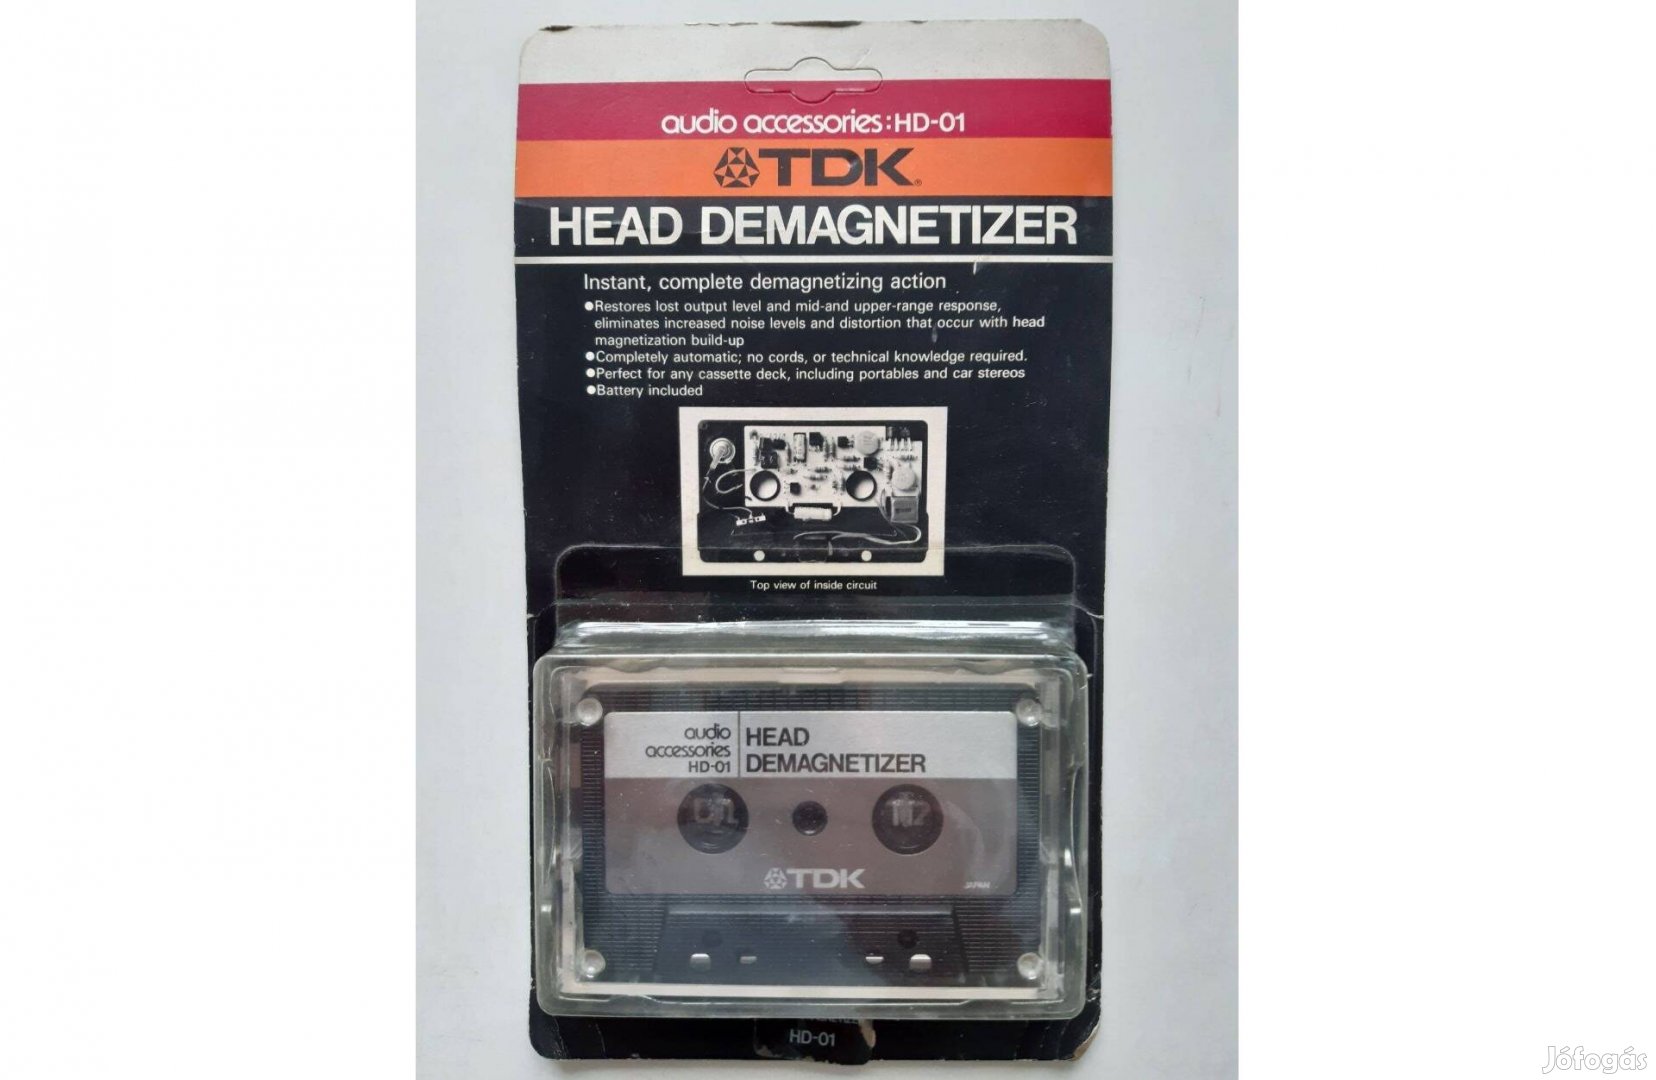 audio accessories:HD-01
TDK®
HEAD DEMAGNETIZER
Instant, complete demagnetizing action
●Restores lost output level and mid-and upper-range response,
eliminates increased noise levels and distortion that occur with head
magnetization build-up
●Completely automatic; no cords, or technical knowledge required.
●Perfect for any cassette deck, including portables and car stereos
●Battery included
Top view of inside circuit
audio
accessories
HD-01
HEAD
DEMAGNETIZER
TDK
JAPAN
HD-01
Jófogás